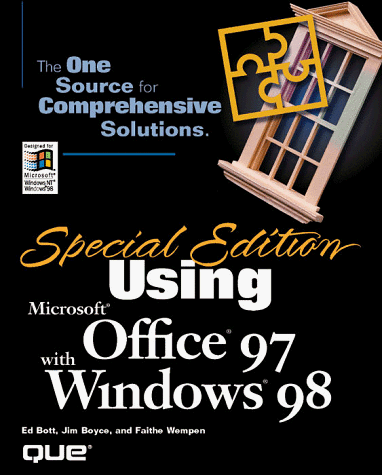 The One
Source for
Comprehensive
Solutions.
Designed for
Microsoft®
Windows NT®
Windows®98
Special Edition
Using
Microsoft®
Office® 97
with
Windows® 98
Ed Bott, Jim Boyce, and Faithe Wempen
QUE®